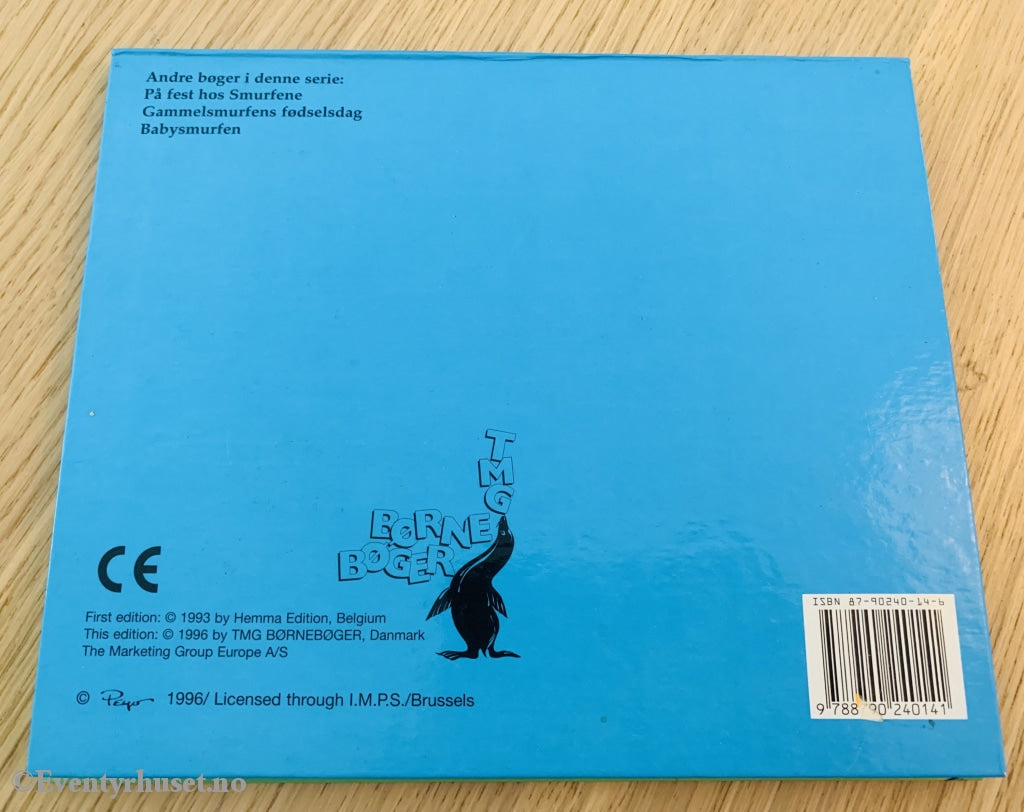 Andre bøger i denne serie:
På fest hos Smurfene
Gammelsmurfens fødselsdag
Babysmurfen
TMG
BØRNE
BØGER
CE
First edition: © 1993 by Hemma Edition, Belgium
This edition: © 1996 by TMG BØRNEBØGER, Danmark
The Marketing Group Europe A/S
© Peyo 1996/ Licensed through I.M.P.S./Brussels
ISBN 87-90240-14-6
9 788 90 240141
©Eventyrhuset.no